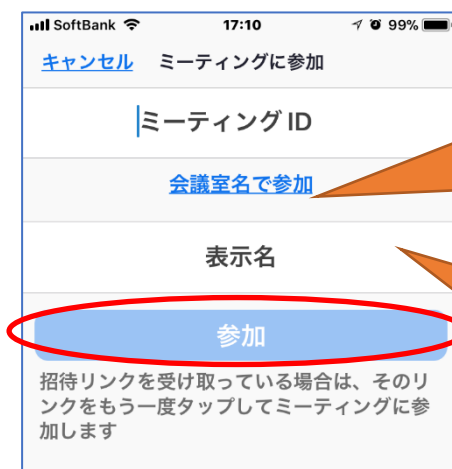 SoftBank 17:10 99%
キャンセル ミーティングに参加
ミーティング ID
会議室名で参加
表示名
参加
招待リンクを受け取っている場合は、そのリ
ンクをもう一度タップしてミーティングに参
加します